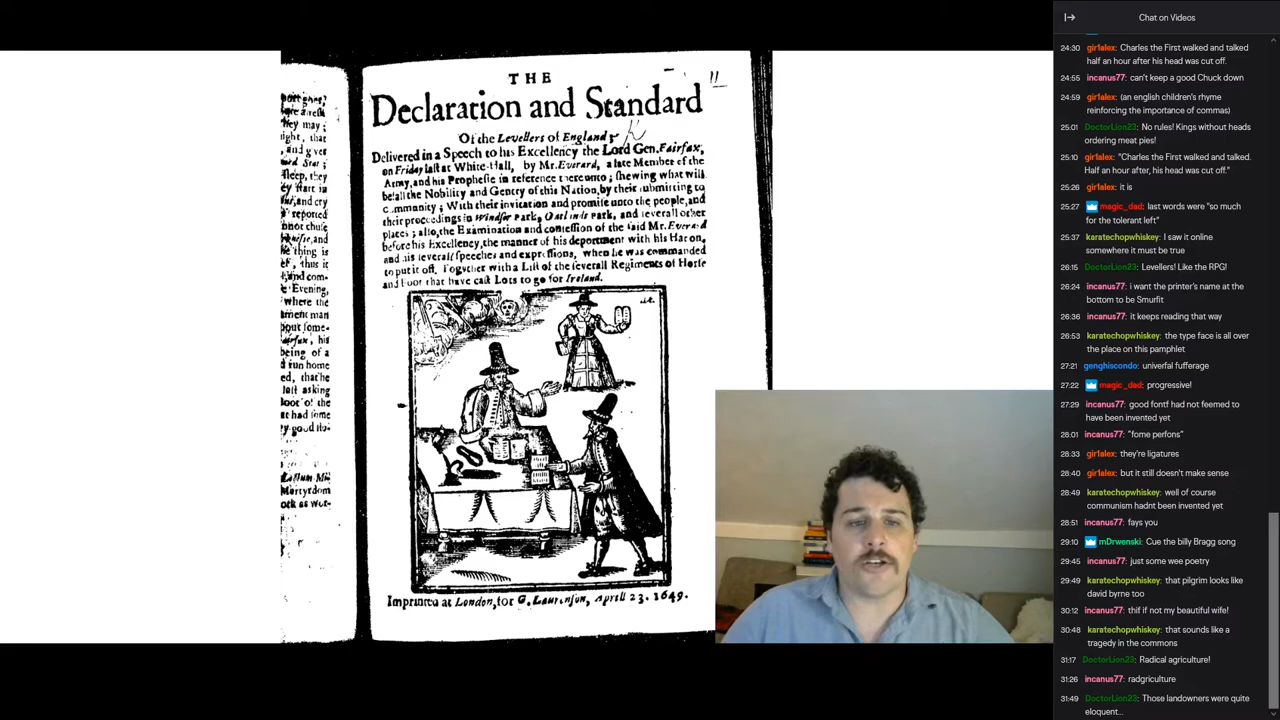 THE
Declaration and Standard
Of the Levellers of England;
Delivered in a Speech to his Excellency the Lord Gen. Fairfax,
on Friday last at White-Hall, by Mr. Everard, a late Member of the
Army, and his Prophesie in reference thereunto; shewing what will
befall the Nobility and Gentry of this Nation, by their submitting to
community; With their invitation and promise unto the people, and
their proceedings in Windsor Park, Oatlands Park, and severall other
places; also, the Examination and confession of the said Mr. Everard
before his Excellency, the manner of his deportment with his Hat on,
and his severall speeches and expressions, when he was commanded
to put it off. Together with a List of the severall Regiments of Horse
and Foot that have cast Lots to go for Ireland.
Imprinted at London, for G. Laurenson, Aprill 23. 1649.
Chat on Videos
24:30 gir1alex: Charles the First walked and talked
half an hour after his head was cut off.
24:55 incanus77: can't keep a good Chuck down
24:59 gir1alex: (an english children's rhyme
reinforcing the importance of commas)
25:01 DoctorLion23: No rules! Kings without heads
ordering meat pies!
25:10 gir1alex: "Charles the First walked and talked.
Half an hour after, his head was cut off."
25:26 gir1alex: it is
25:27 magic_dad: last words were "so much
for the tolerant left"
25:37 karatechopwhiskey: I saw it online
somewhere it must be true
26:15 DoctorLion23: Levellers! Like the RPG!
26:24 incanus77: i want the printer's name at the
bottom to be Smurfit
26:36 incanus77: it keeps reading that way
26:53 karatechopwhiskey: the type face is all over
the place on this pamphlet
27:21 genghiscondo: univerfal fufferage
27:22 magic_dad: progressive!
27:29 incanus77: good fontf had not feemed to
have been invented yet
28:01 incanus77: "fome perfons"
28:33 gir1alex: they're ligatures
28:40 gir1alex: but it still doesn't make sense
28:49 karatechopwhiskey: well of course
communism hadnt been invented yet
28:51 incanus77: fays you
29:10 mDrwenski: Cue the billy Bragg song
29:45 incanus77: just some wee poetry
29:49 karatechopwhiskey: that pilgrim looks like
david byrne too
30:12 incanus77: thif if not my beautiful wife!
30:48 karatechopwhiskey: that sounds like a
tragedy in the commons
31:17 DoctorLion23: Radical agriculture!
31:26 incanus77: radgriculture
31:49 DoctorLion23: Those landowners were quite
eloquent...